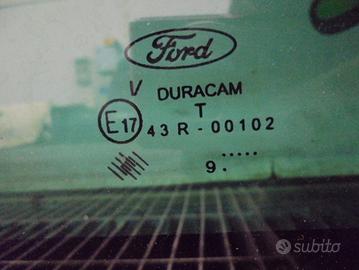 Ford
V DURACAM
T
E17 43R-00102
.....
9.
subito